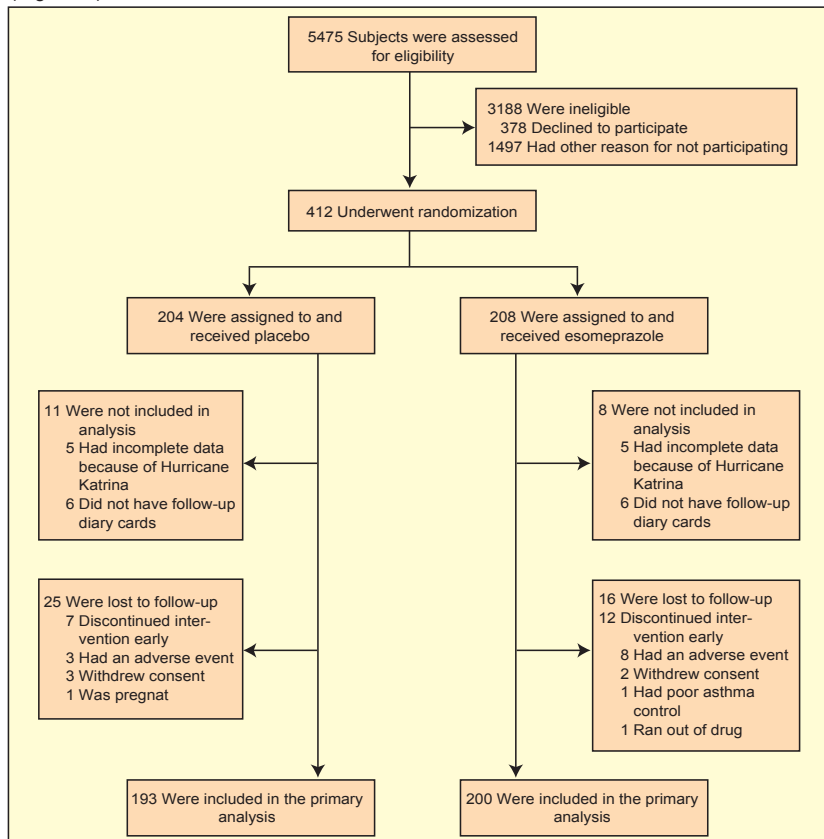 5475 Subjects were assessed
for eligibility
3188 Were ineligible
378 Declined to participate
1497 Had other reason for not participating
412 Underwent randomization
204 Were assigned to and
received placebo
208 Were assigned to and
received esomeprazole
11 Were not included in
analysis
5 Had incomplete data
because of Hurricane
Katrina
6 Did not have follow-up
diary cards
8 Were not included in
analysis
5 Had incomplete data
because of Hurricane
Katrina
6 Did not have follow-up
diary cards
25 Were lost to follow-up
7 Discontinued inter-
vention early
3 Had an adverse event
3 Withdrew consent
1 Was pregnat
16 Were lost to follow-up
12 Discontinued inter-
vention early
8 Had an adverse event
2 Withdrew consent
1 Had poor asthma
control
1 Ran out of drug
193 Were included in the primary
analysis
200 Were included in the primary
analysis